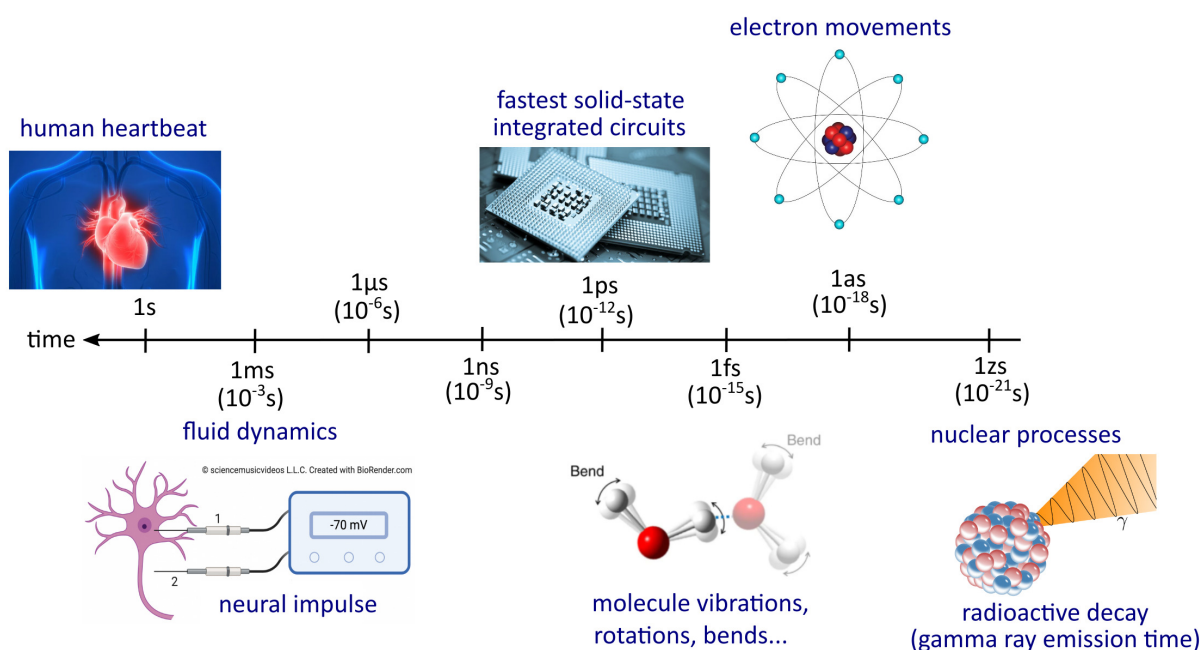 electron movements
fastest solid-state
integrated circuits
human heartbeat
1s
1µs
(10⁻⁶s)
1ps
(10⁻¹²s)
1as
(10⁻¹⁸s)
time
1ms
(10⁻³s)
1ns
(10⁻⁹s)
1fs
(10⁻¹⁵s)
1zs
(10⁻²¹s)
fluid dynamics
© sciencemusicvideos L.L.C. Created with BioRender.com
1
-70 mV
2
neural impulse
Bend
Bend
molecule vibrations,
rotations, bends...
nuclear processes
γ
radioactive decay
(gamma ray emission time)